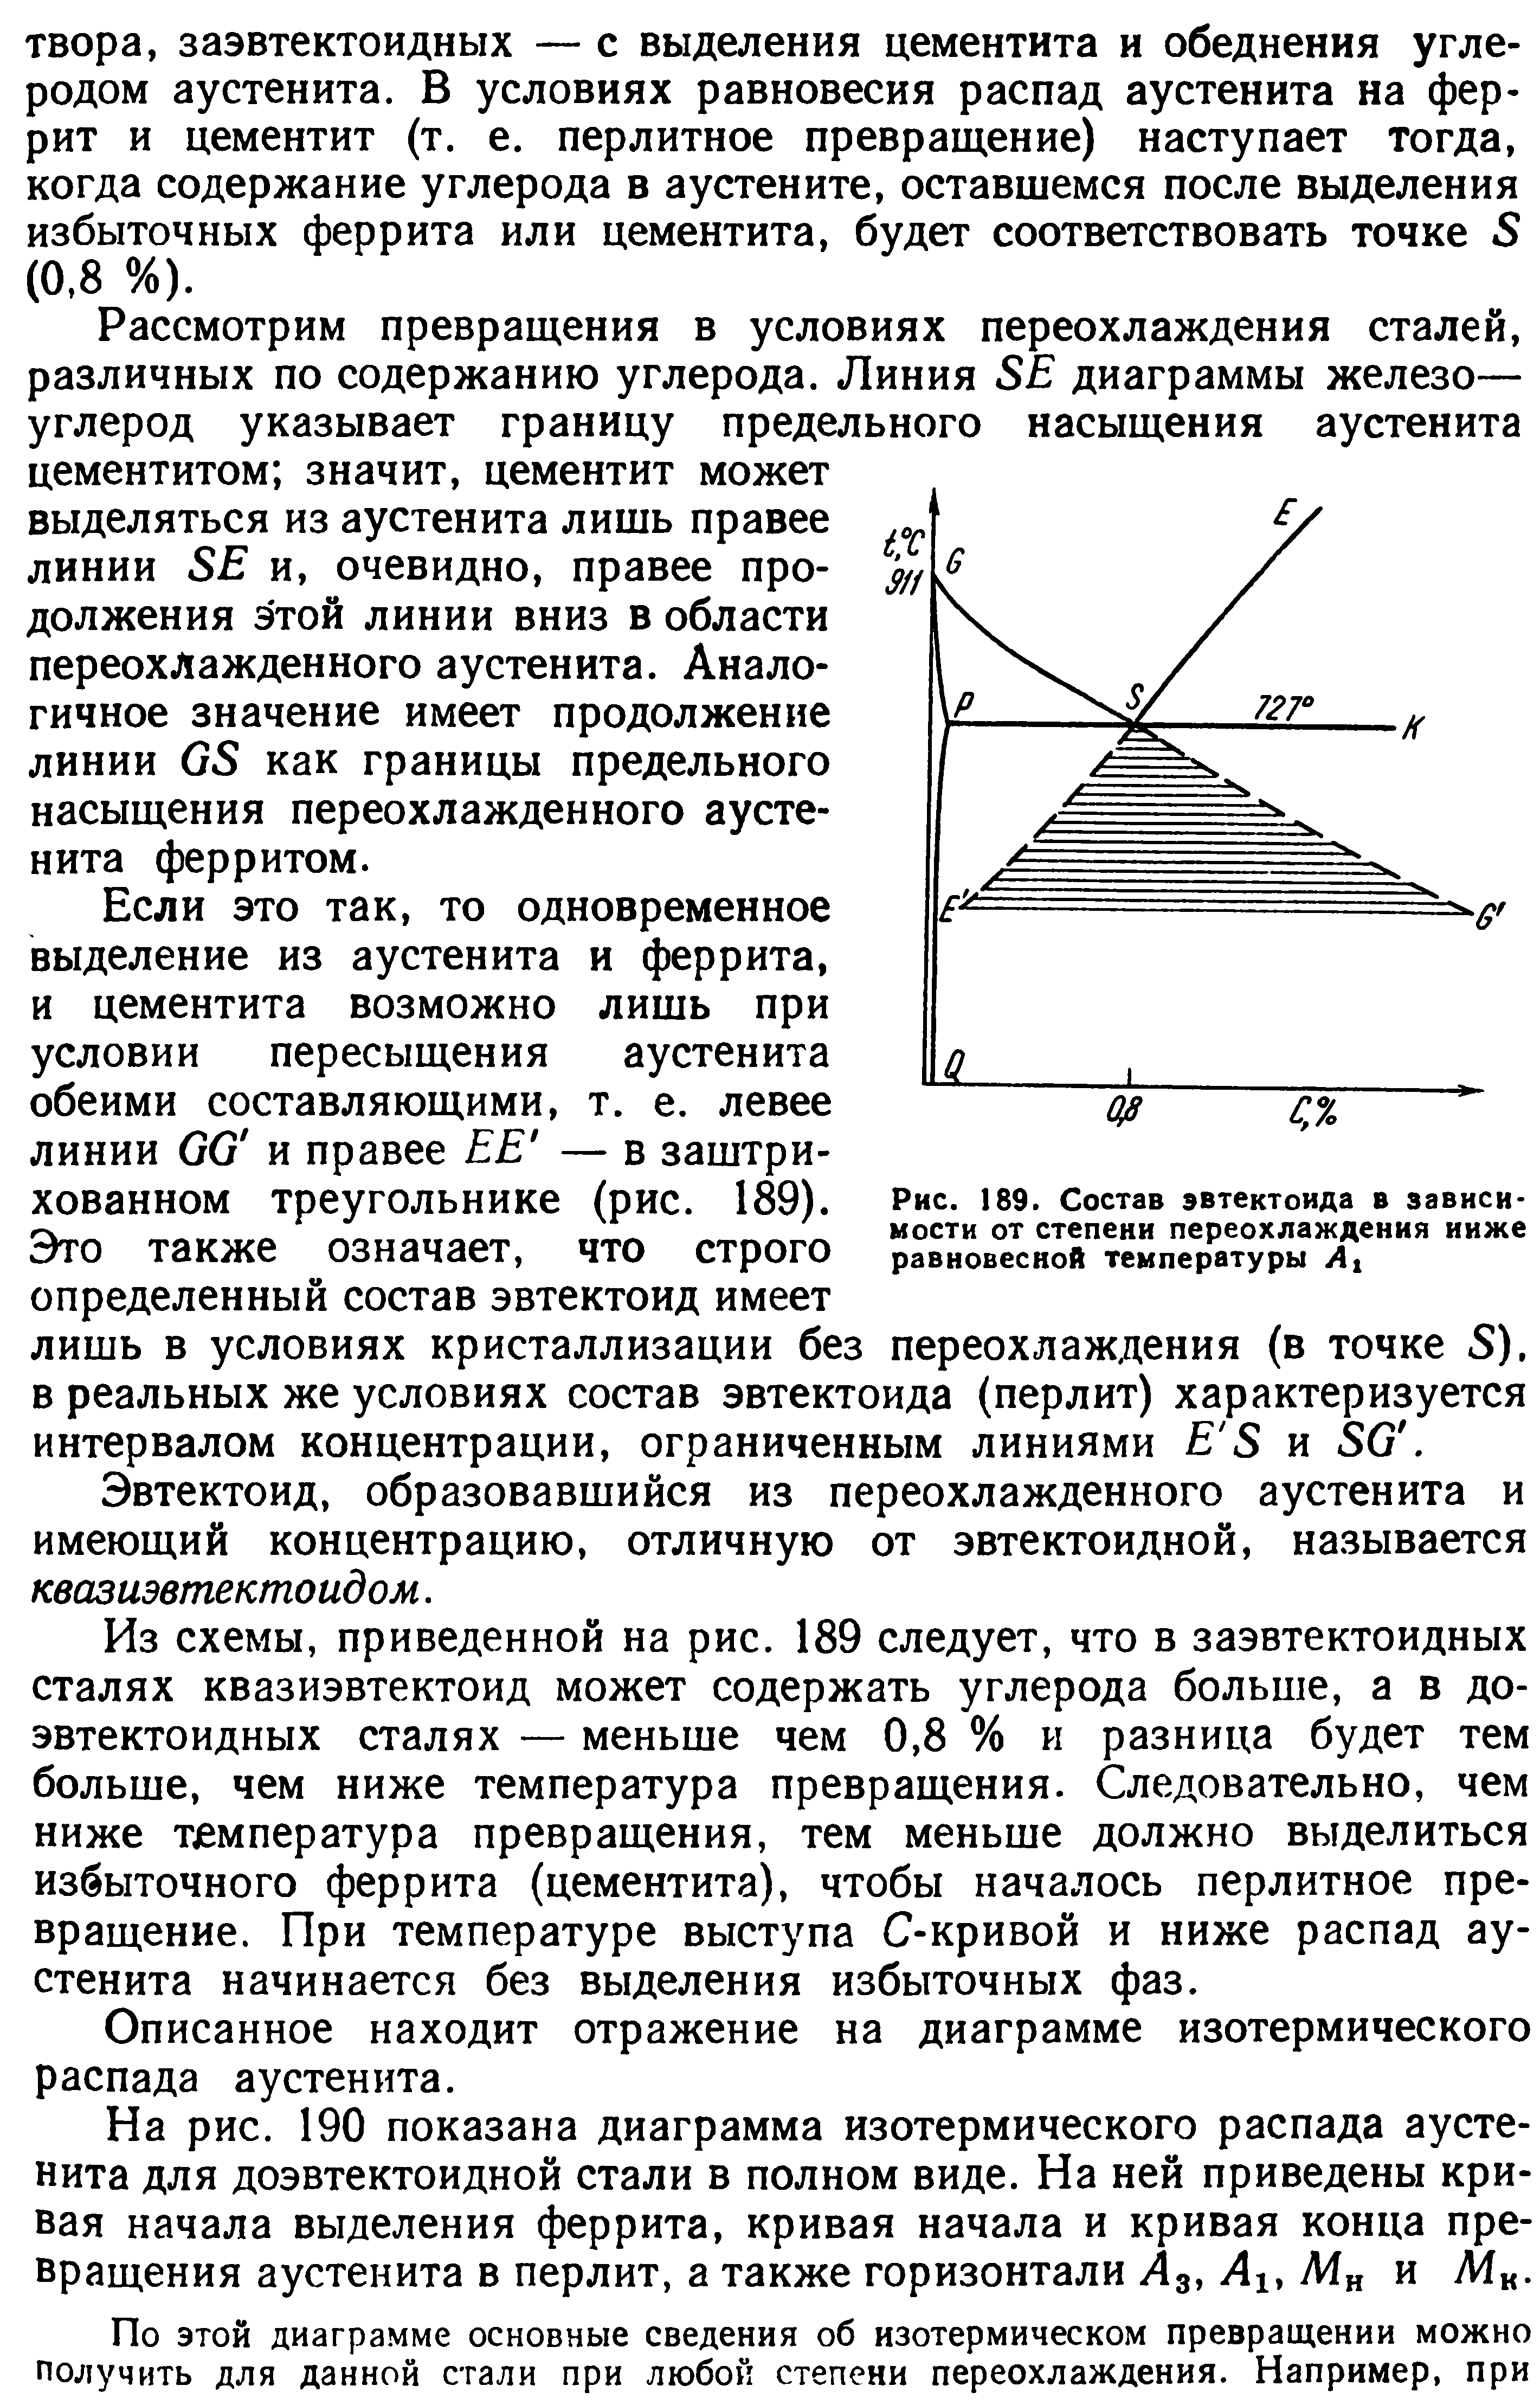 твора, заэвтектоидных — с выделения цементита и обеднения угле-
родом аустенита. В условиях равновесия распад аустенита на фер-
рит и цементит (т. е. перлитное превращение) наступает тогда,
когда содержание углерода в аустените, оставшемся после выделения
избыточных феррита или цементита, будет соответствовать точке S
(0,8 %).
Рассмотрим превращения в условиях переохлаждения сталей,
различных по содержанию углерода. Линия SE диаграммы железо—
углерод указывает границу предельного насыщения аустенита
цементитом; значит, цементит может
выделяться из аустенита лишь правее
линии SE и, очевидно, правее про-
должения этой линии вниз в области
переохлажденного аустенита. Анало-
гичное значение имеет продолжение
линии GS как границы предельного
насыщения переохлажденного аусте-
нита ферритом.
Если это так, то одновременное
выделение из аустенита и феррита,
и цементита возможно лишь при
условии пересыщения аустенита
обеими составляющими, т. е. левее
линии GG' и правее EE' — в заштри-
хованном треугольнике (рис. 189).
Это также означает, что строго
определенный состав эвтектоид имеет
t,°C
911
G
E
P
S
727°
K
E'
G'
Q
0,8
C,%
Рис. 189. Состав эвтектоида в зависи-
мости от степени переохлаждения ниже
равновесной температуры A₁
лишь в условиях кристаллизации без переохлаждения (в точке S),
в реальных же условиях состав эвтектоида (перлит) характеризуется
интервалом концентрации, ограниченным линиями E'S и SG'.
Эвтектоид, образовавшийся из переохлажденного аустенита и
имеющий концентрацию, отличную от эвтектоидной, называется
квазиэвтектоидом.
Из схемы, приведенной на рис. 189 следует, что в заэвтектоидных
сталях квазиэвтектоид может содержать углерода больше, а в до-
эвтектоидных сталях — меньше чем 0,8 % и разница будет тем
больше, чем ниже температура превращения. Следовательно, чем
ниже температура превращения, тем меньше должно выделиться
избыточного феррита (цементита), чтобы началось перлитное пре-
вращение. При температуре выступа С-кривой и ниже распад ау-
стенита начинается без выделения избыточных фаз.
Описанное находит отражение на диаграмме изотермического
распада аустенита.
На рис. 190 показана диаграмма изотермического распада аусте-
нита для доэвтектоидной стали в полном виде. На ней приведены кри-
вая начала выделения феррита, кривая начала и кривая конца пре-
вращения аустенита в перлит, а также горизонтали A₃, A₁, Mн и Mк.
По этой диаграмме основные сведения об изотермическом превращении можно
получить для данной стали при любой степени переохлаждения. Например, при